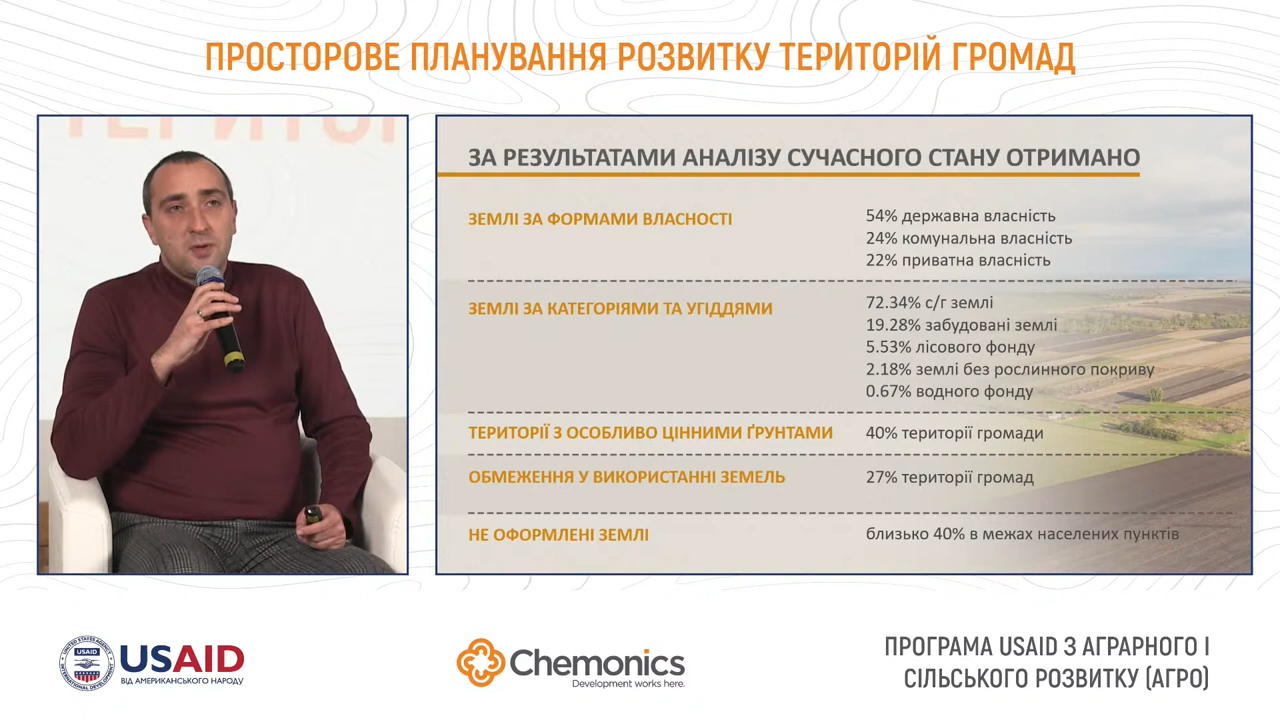 ПРОСТОРОВЕ ПЛАНУВАННЯ РОЗВИТКУ ТЕРИТОРІЙ ГРОМАД
ЗА РЕЗУЛЬТАТАМИ АНАЛІЗУ СУЧАСНОГО СТАНУ ОТРИМАНО
ЗЕМЛІ ЗА ФОРМАМИ ВЛАСНОСТІ
54% державна власність
24% комунальна власність
22% приватна власність
ЗЕМЛІ ЗА КАТЕГОРІЯМИ ТА УГІДДЯМИ
72.34% с/г землі
19.28% забудовані землі
5.53% лісового фонду
2.18% землі без рослинного покриву
0.67% водного фонду
ТЕРИТОРІЇ З ОСОБЛИВО ЦІННИМИ ҐРУНТАМИ
40% території громади
ОБМЕЖЕННЯ У ВИКОРИСТАННІ ЗЕМЕЛЬ
27% території громад
НЕ ОФОРМЛЕНІ ЗЕМЛІ
близько 40% в межах населених пунктів
USAID
ВІД АМЕРИКАНСЬКОГО НАРОДУ
Chemonics
Development works here.
ПРОГРАМА USAID З АГРАРНОГО І
СІЛЬСЬКОГО РОЗВИТКУ (АГРО)